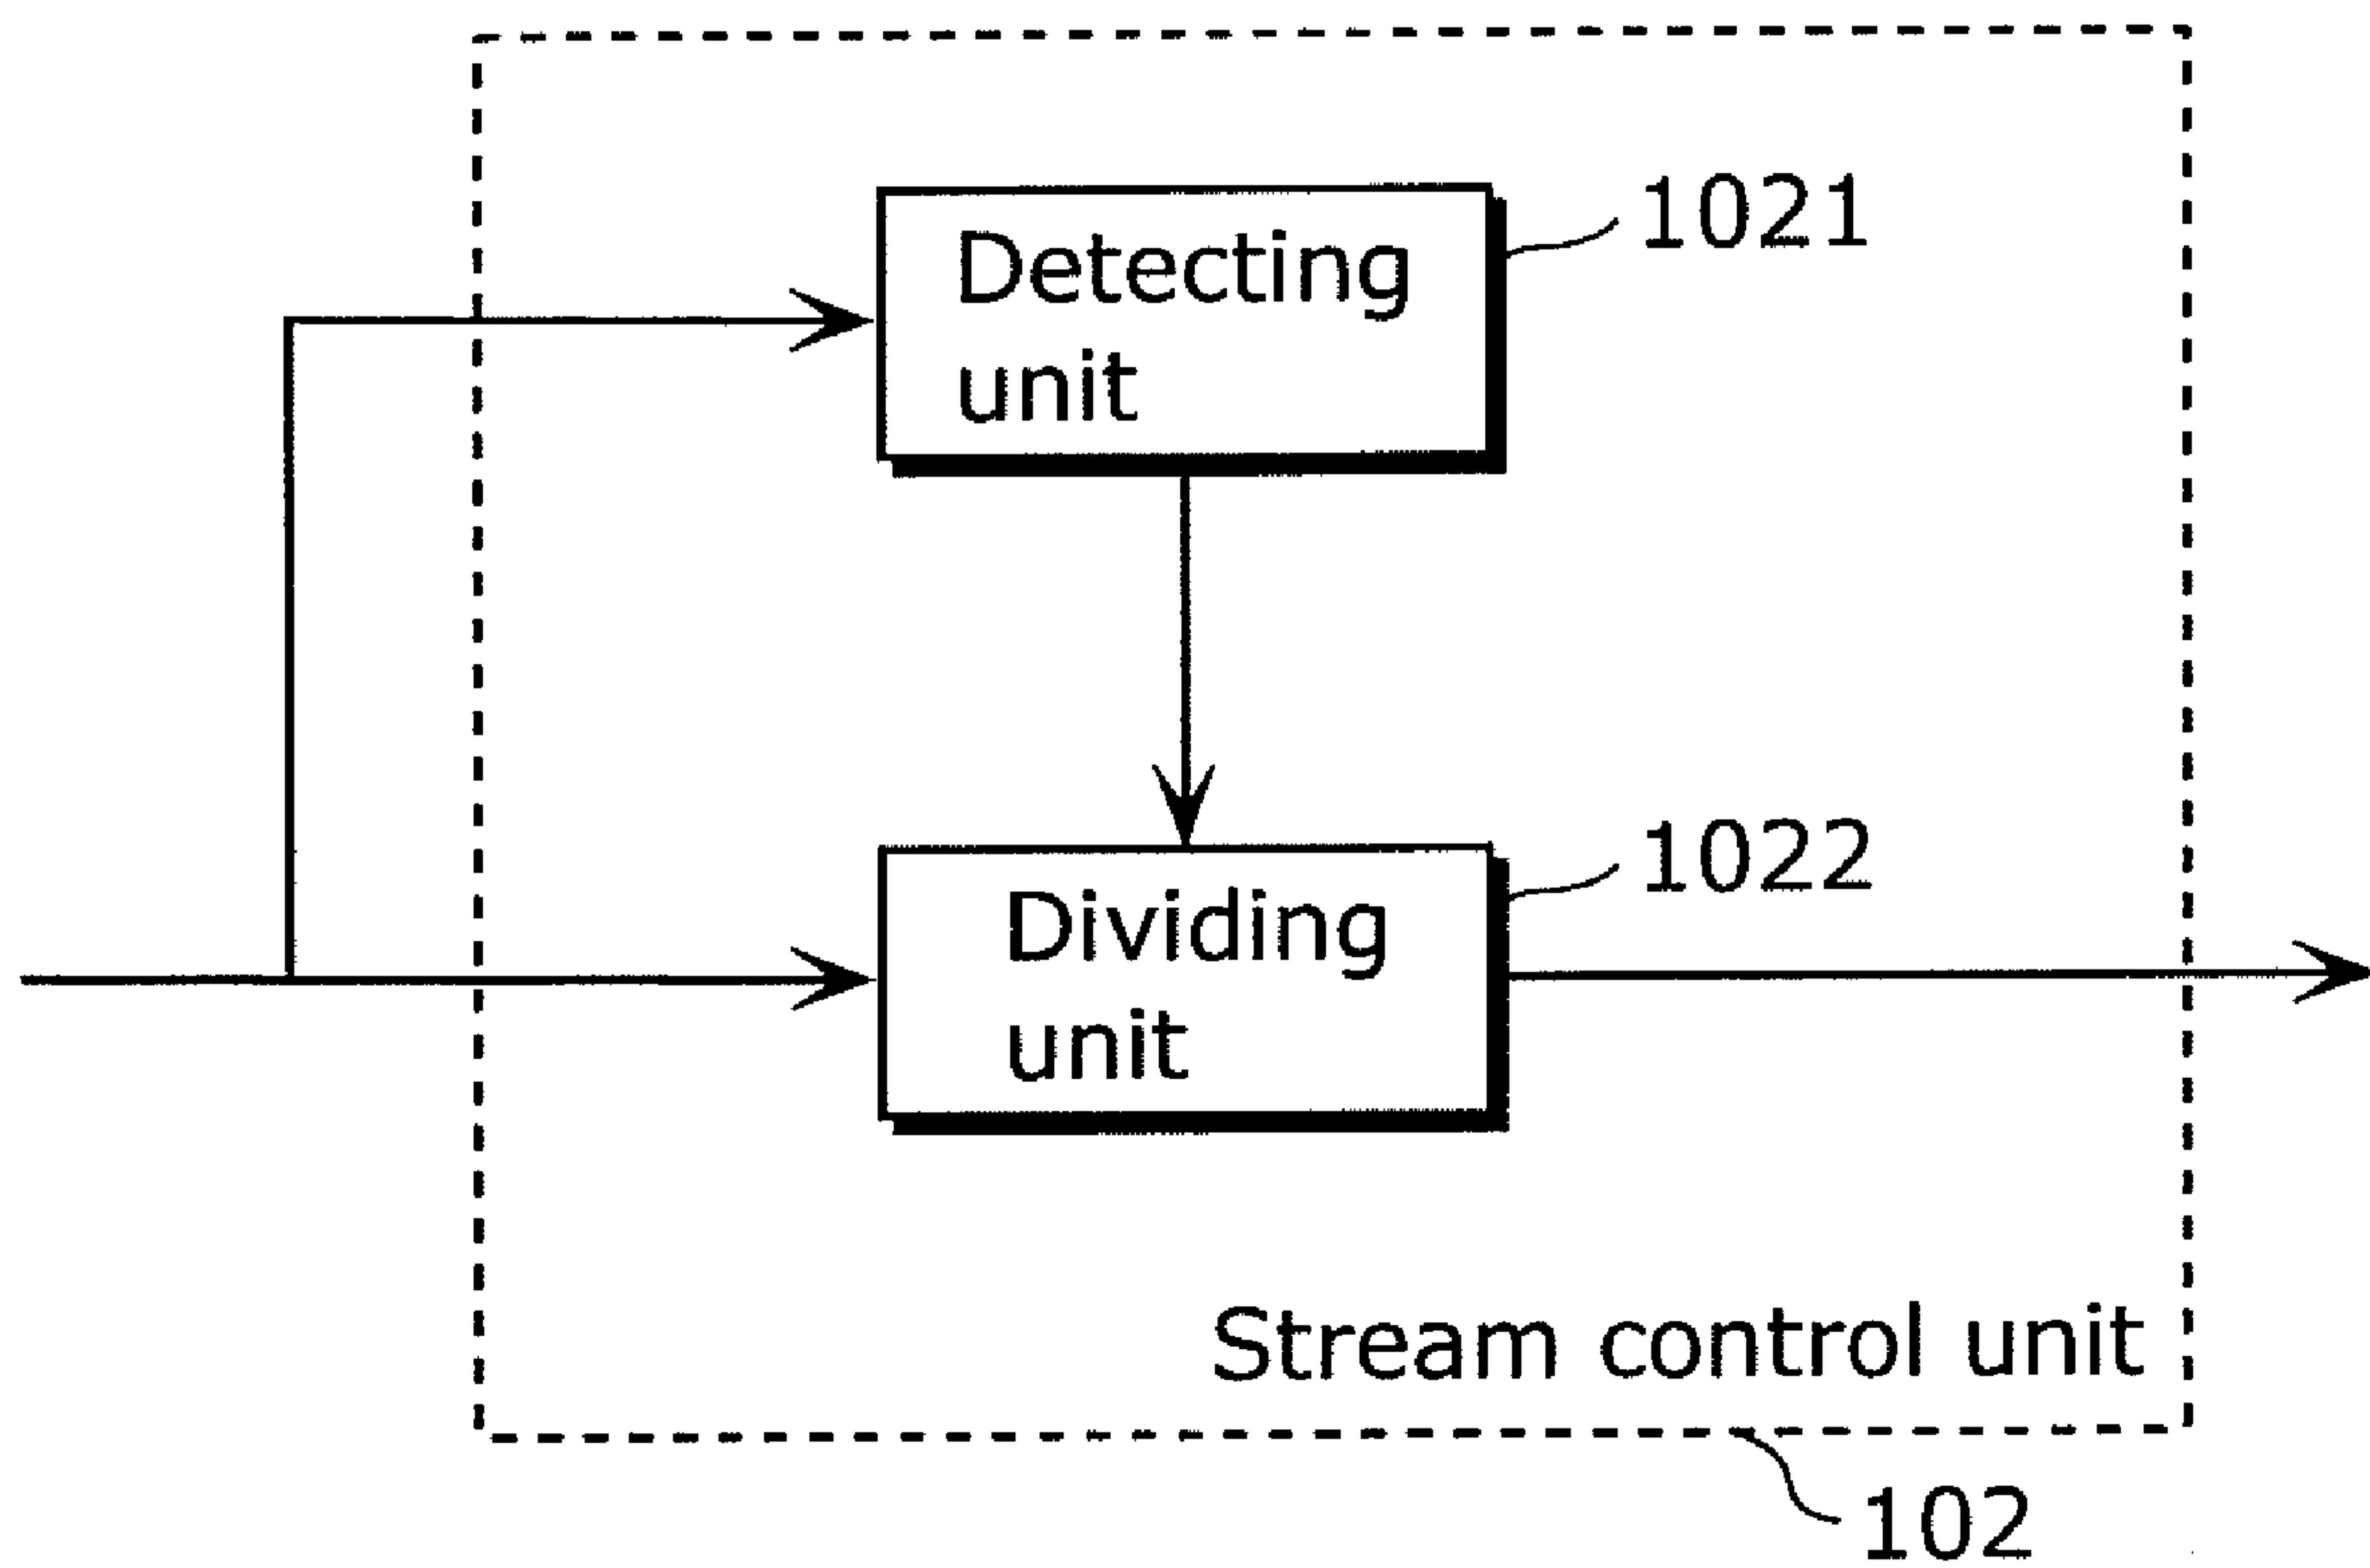 1021
Detecting
unit
1022
Dividing
unit
Stream control unit
102